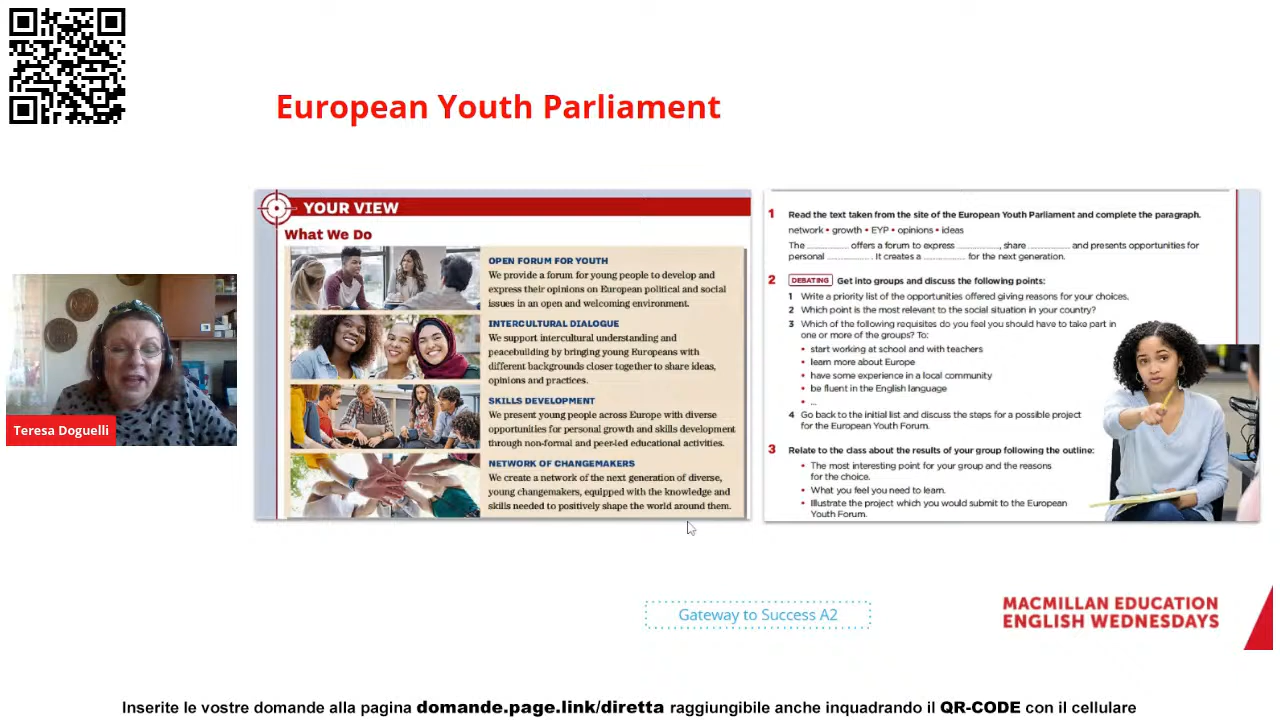 European Youth Parliament
YOUR VIEW
What We Do
OPEN FORUM FOR YOUTH
We provide a forum for young people to develop and
express their opinions on European political and social
issues in an open and welcoming environment.
INTERCULTURAL DIALOGUE
We support intercultural understanding and
peacebuilding by bringing young Europeans with
different backgrounds closer together to share ideas,
opinions and practices.
SKILLS DEVELOPMENT
We present young people across Europe with diverse
opportunities for personal growth and skills development
through non-formal and peer-led educational activities.
NETWORK OF CHANGEMAKERS
We create a network of the next generation of diverse,
young changemakers, equipped with the knowledge and
skills needed to positively shape the world around them.
1 Read the text taken from the site of the European Youth Parliament and complete the paragraph.
network • growth • EYP • opinions • ideas
The ............... offers a forum to express ..............., share ............... and presents opportunities for
personal ............... . It creates a ............... for the next generation.
2 DEBATING Get into groups and discuss the following points:
1 Write a priority list of the opportunities offered giving reasons for your choices.
2 Which point is the most relevant to the social situation in your country?
3 Which of the following requisites do you feel you should have to take part in
one or more of the groups? To:
• start working at school and with teachers
• learn more about Europe
• have some experience in a local community
• be fluent in the English language
• ...
4 Go back to the initial list and discuss the steps for a possible project
for the European Youth Forum.
3 Relate to the class about the results of your group following the outline:
• The most interesting point for your group and the reasons
for the choice.
• What you feel you need to learn.
• Illustrate the project which you would submit to the European
Youth Forum.
Teresa Doguelli
Gateway to Success A2
MACMILLAN EDUCATION
ENGLISH WEDNESDAYS
Inserite le vostre domande alla pagina domande.page.link/diretta raggiungibile anche inquadrando il QR-CODE con il cellulare